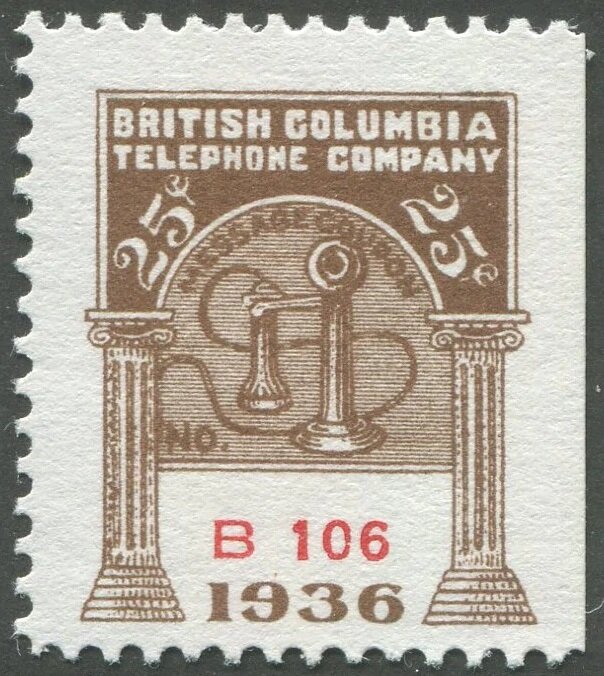 BRITISH COLUMBIA
TELEPHONE COMPANY
25¢ 25¢
MESSAGE COUPON
NO.
B 106
1936